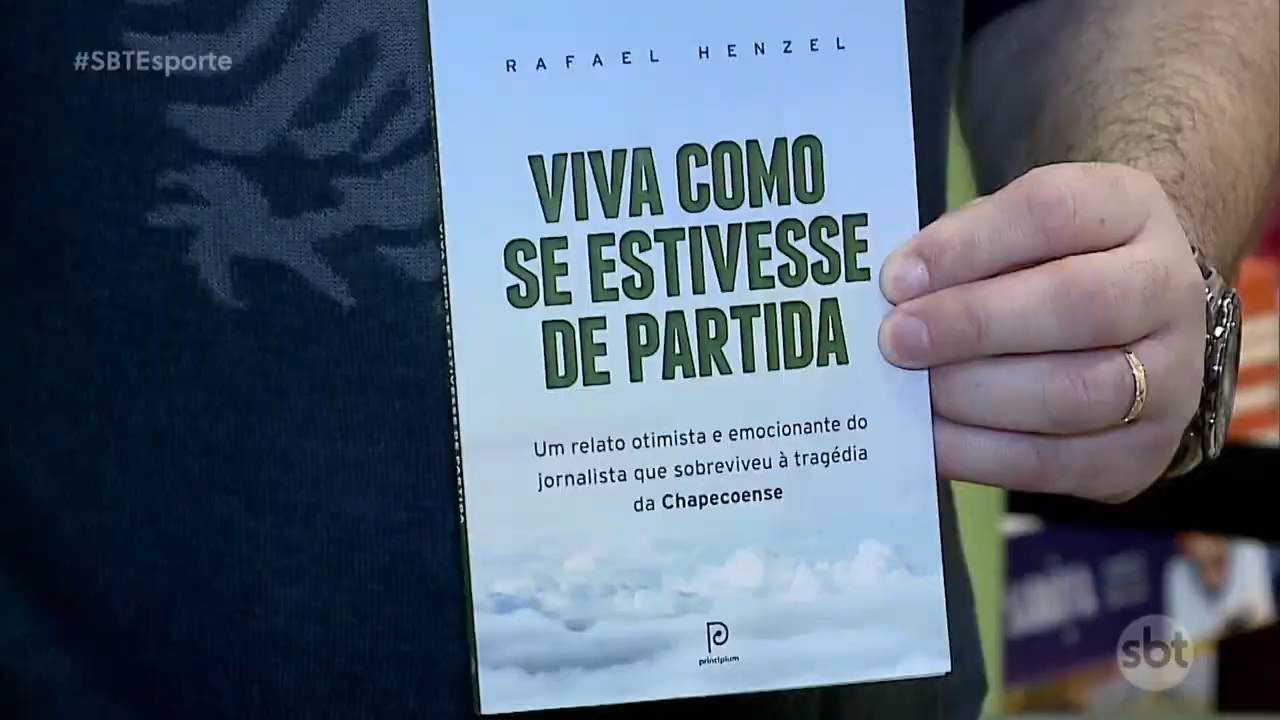 #SBTEsporte
RAFAEL HENZEL
VIVA COMO
SE ESTIVESSE
DE PARTIDA
Um relato otimista e emocionante do
jornalista que sobreviveu à tragédia
da Chapecoense
principium
sbt